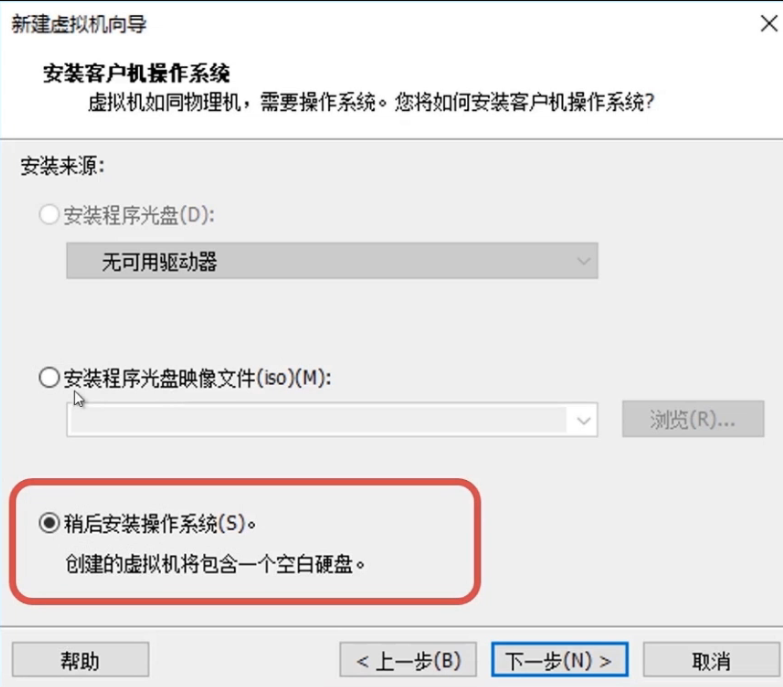 新建虚拟机向导
安装客户机操作系统
虚拟机如同物理机，需要操作系统。您将如何安装客户机操作系统?
安装来源:
安装程序光盘(D):
无可用驱动器
安装程序光盘映像文件(iso)(M):
浏览(R)...
稍后安装操作系统(S)。
创建的虚拟机将包含一个空白硬盘。
帮助
< 上一步(B)
下一步(N) >
取消